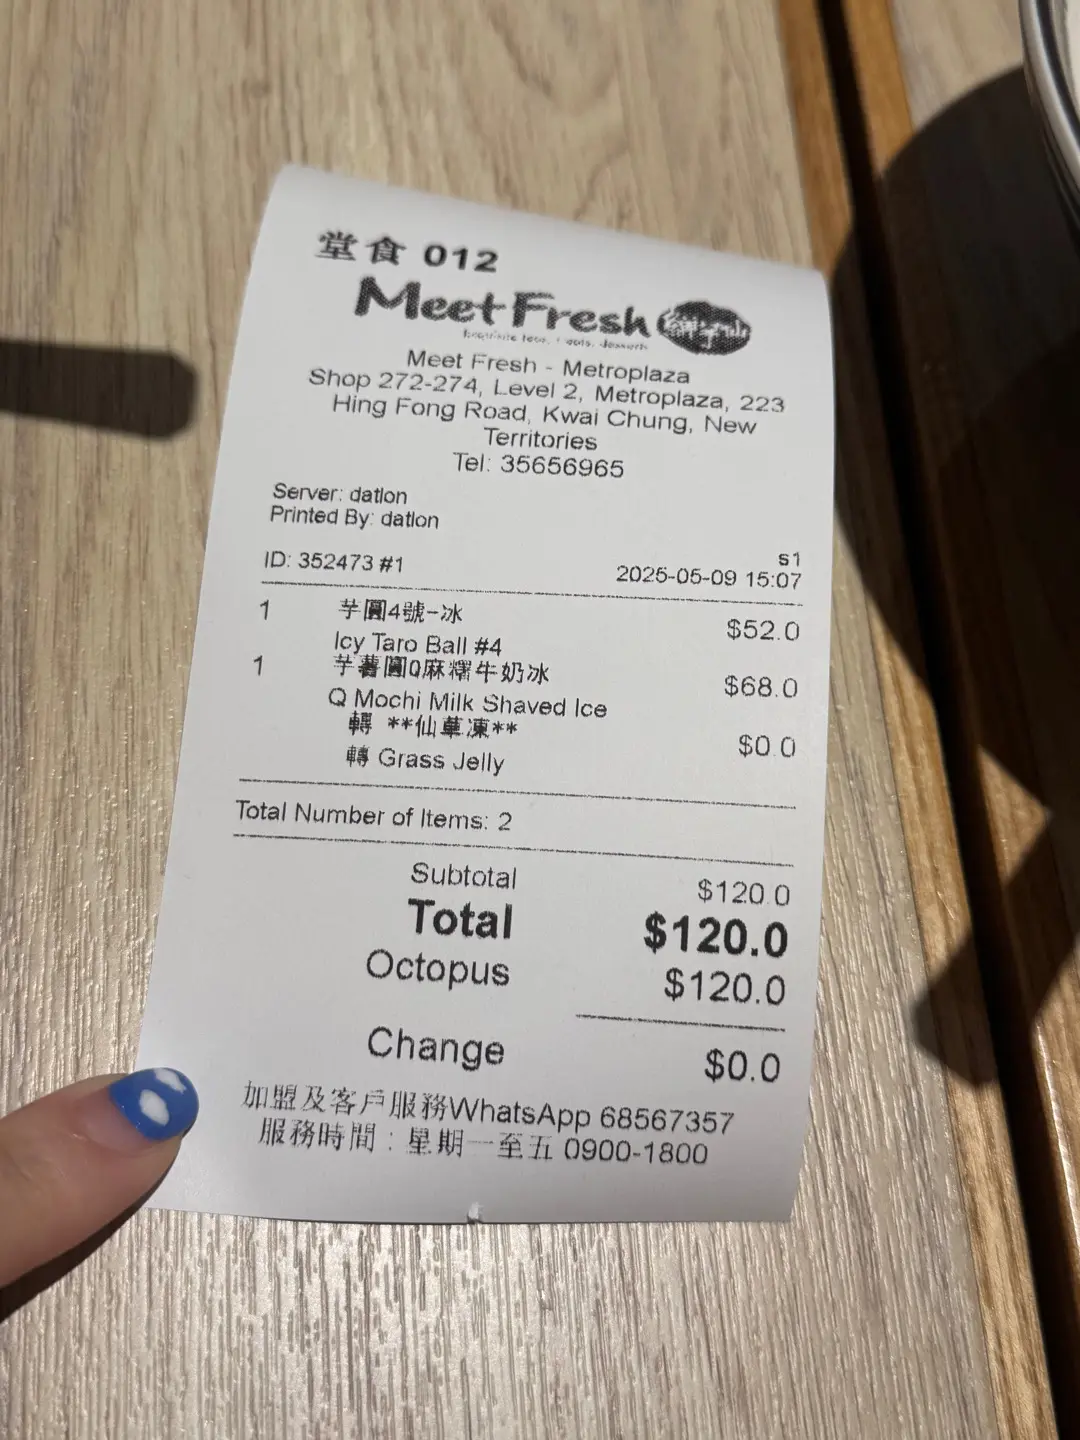 堂食 012
Meet Fresh 鮮芋仙
Meet Fresh - Metroplaza
Shop 272-274, Level 2, Metroplaza, 223
Hing Fong Road, Kwai Chung, New
Territories
Tel: 35656965
Server: datlon
Printed By: datlon
s1
ID: 352473 #1 2025-05-09 15:07
1 芋圓4號-冰 $52.0
Icy Taro Ball #4
1 芋薯圓Q麻糬牛奶冰 $68.0
Q Mochi Milk Shaved Ice
轉 **仙草凍** $0.0
轉 Grass Jelly
Total Number of Items: 2
Subtotal $120.0
Total $120.0
Octopus $120.0
Change $0.0
加盟及客戶服務WhatsApp 68567357
服務時間：星期一至五 0900-1800